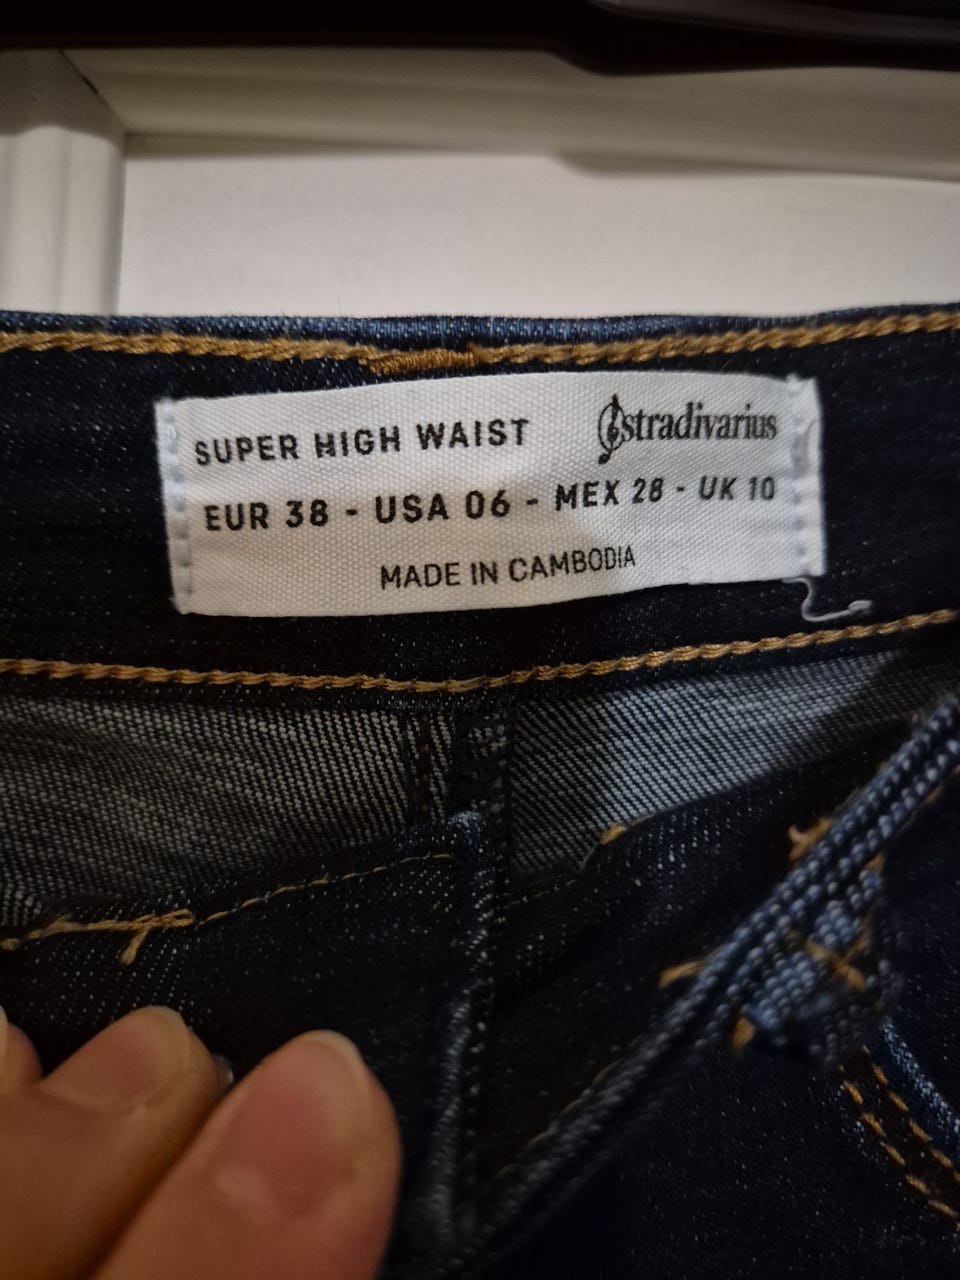 SUPER HIGH WAIST stradivarius
EUR 38 - USA 06 - MEX 28 - UK 10
MADE IN CAMBODIA